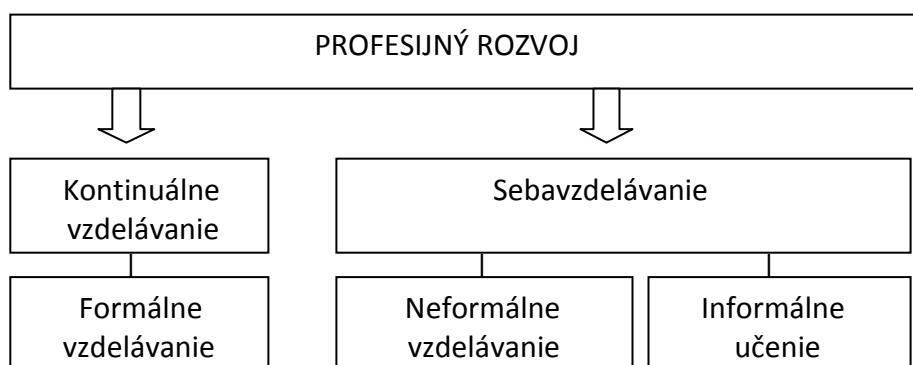 PROFESIJNÝ ROZVOJ
Kontinuálne
vzdelávanie
Sebavzdelávanie
Formálne
vzdelávanie
Neformálne
vzdelávanie
Informálne
učenie